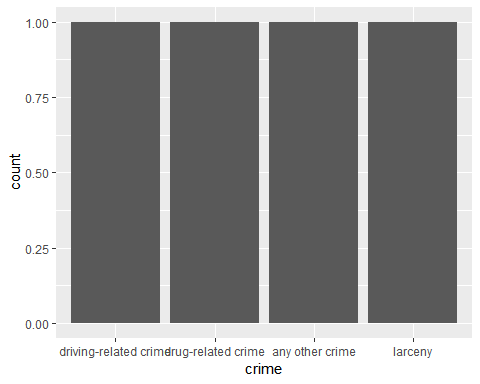 1.00
0.75
0.50
0.25
0.00
count
driving-related crime drug-related crime any other crime larceny
crime